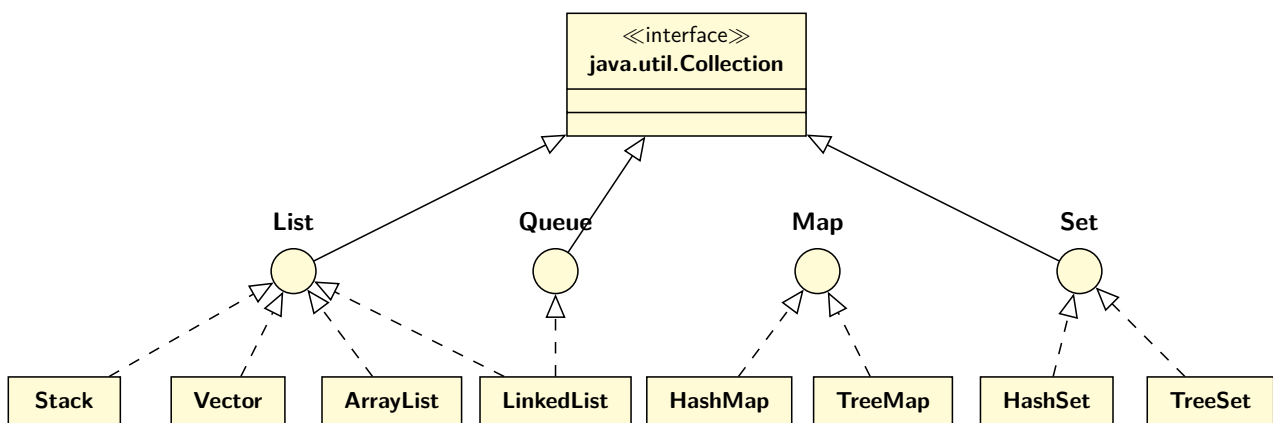 ≪interface≫
java.util.Collection
List
Queue
Map
Set
Stack
Vector
ArrayList
LinkedList
HashMap
TreeMap
HashSet
TreeSet